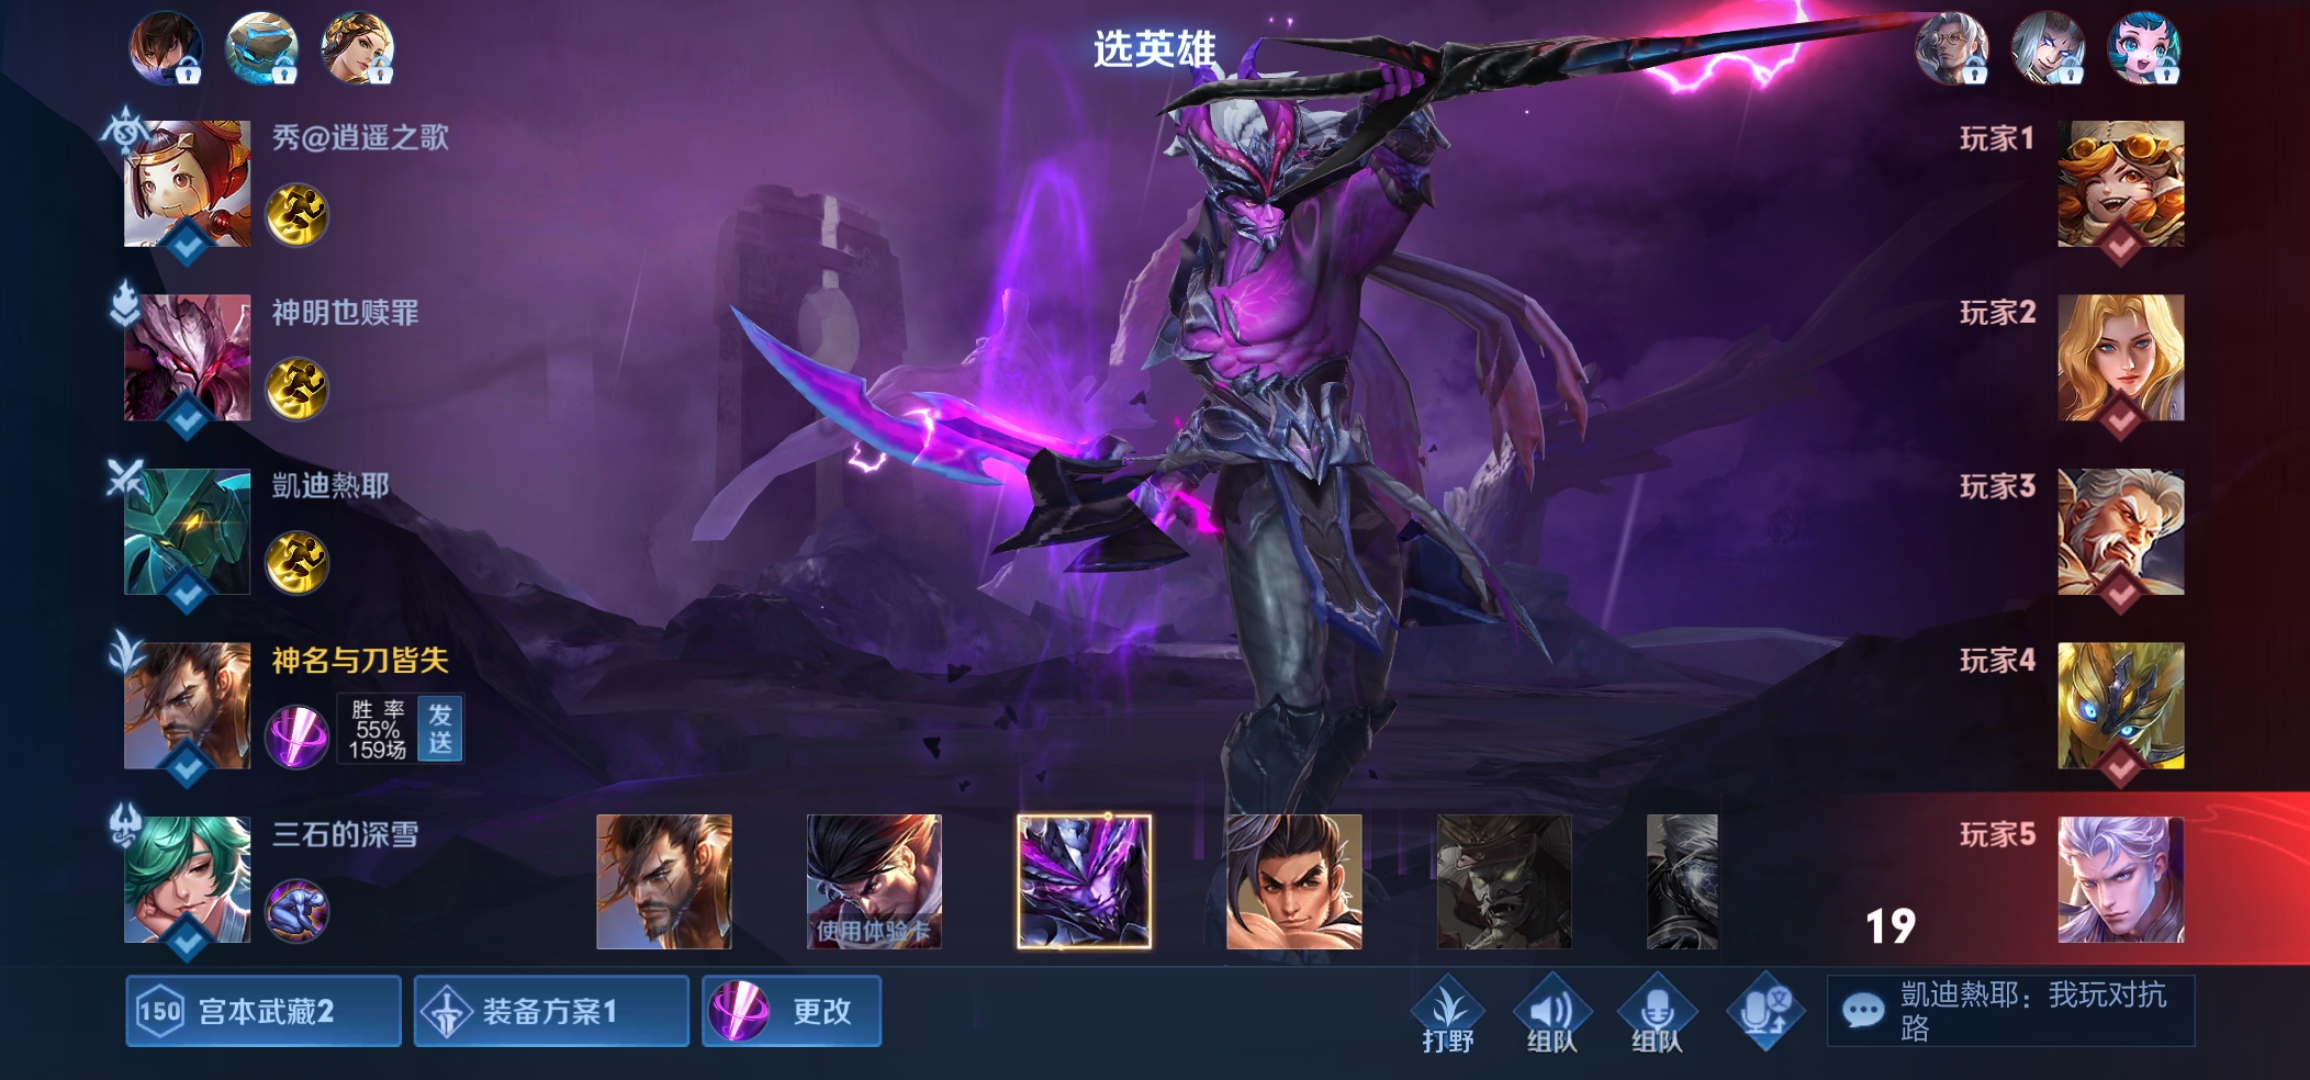 选英雄
秀@逍遥之歌
神明也赎罪
凱迪熱耶
神名与刀皆失
胜 率
55%
159场
发送
三石的深雪
玩家1
玩家2
玩家3
玩家4
玩家5
19
使用体验卡
150
宫本武藏2
装备方案1
更改
打野
组队
组队
文
凱迪熱耶：我玩对抗
路